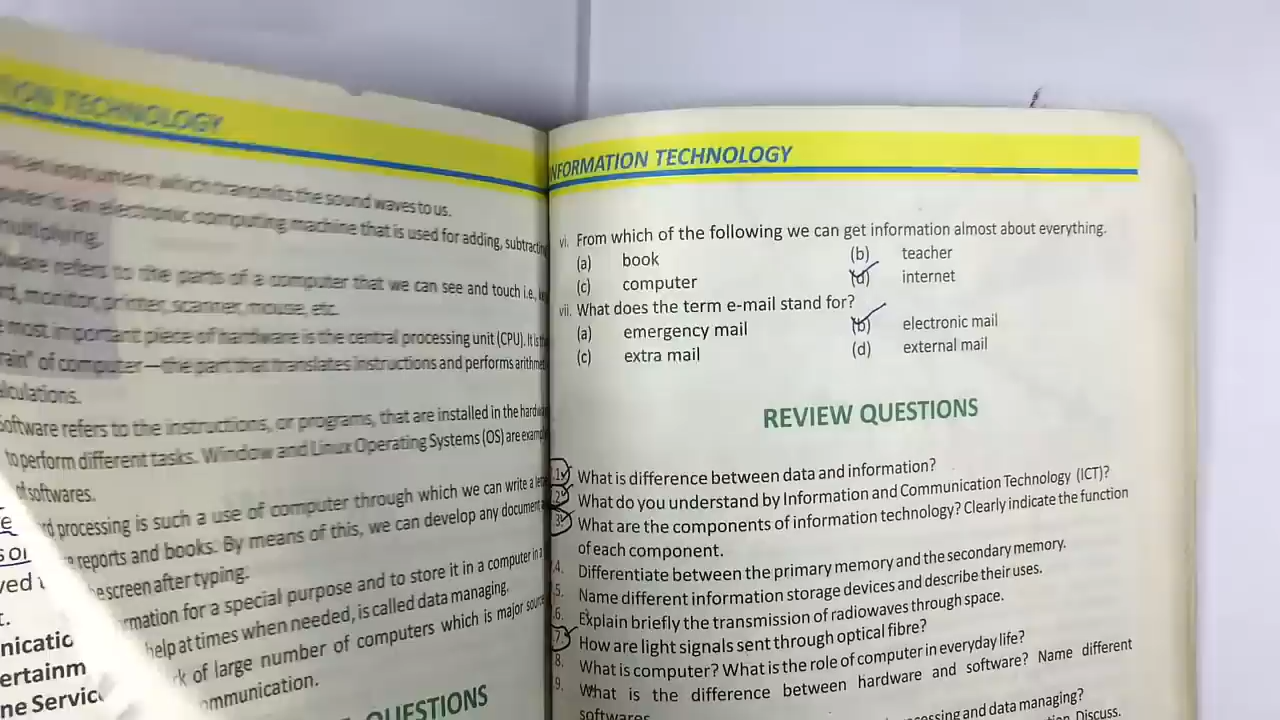 TECHNOLOGY
instrument which transmits the sound waves to us.
is an electronic computing machine that is used for adding, subtracting
multiplying.
refers to the parts of a computer that we can see and touch i.e.,
monitor, printer, scanner, mouse, etc.
most important piece of hardware is the central processing unit (CPU). It is
of computer—the part that translates instructions and performs
Software refers to the instructions, or programs, that are installed in the
to perform different tasks. Window and Linux Operating Systems (OS) are
of softwares.
processing is such a use of computer through which we can write a
reports and books. By means of this, we can develop any document
screen after typing.
for a special purpose and to store it in a computer in
help at times when needed, is called data managing.
of large number of computers which is major
QUESTIONS
NFORMATION TECHNOLOGY
vi. From which of the following we can get information almost about everything.
(a) book (b) teacher
(c) computer (d) internet
vii. What does the term e-mail stand for?
(a) emergency mail (b) electronic mail
(c) extra mail (d) external mail
REVIEW QUESTIONS
1. What is difference between data and information?
2. What do you understand by Information and Communication Technology (ICT)?
3. What are the components of information technology? Clearly indicate the function
of each component.
4. Differentiate between the primary memory and the secondary memory.
5. Name different information storage devices and describe their uses.
6. Explain briefly the transmission of radiowaves through space.
7. How are light signals sent through optical fibre?
8. What is computer? What is the role of computer in everyday life?
9. What is the difference between hardware and software? Name different
softwares
and data managing?
Discuss.